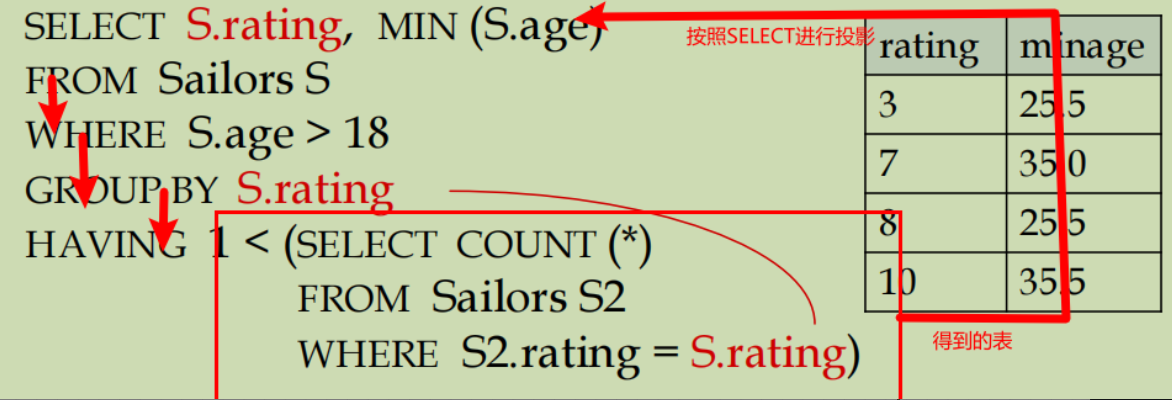 SELECT S.rating, MIN (S.age)
FROM Sailors S
WHERE S.age > 18
GROUP BY S.rating
HAVING 1 < (SELECT COUNT (*)
FROM Sailors S2
WHERE S2.rating = S.rating)
按照SELECT进行投影
rating minage
3 25.5
7 35.0
8 25.5
10 35.5
得到的表